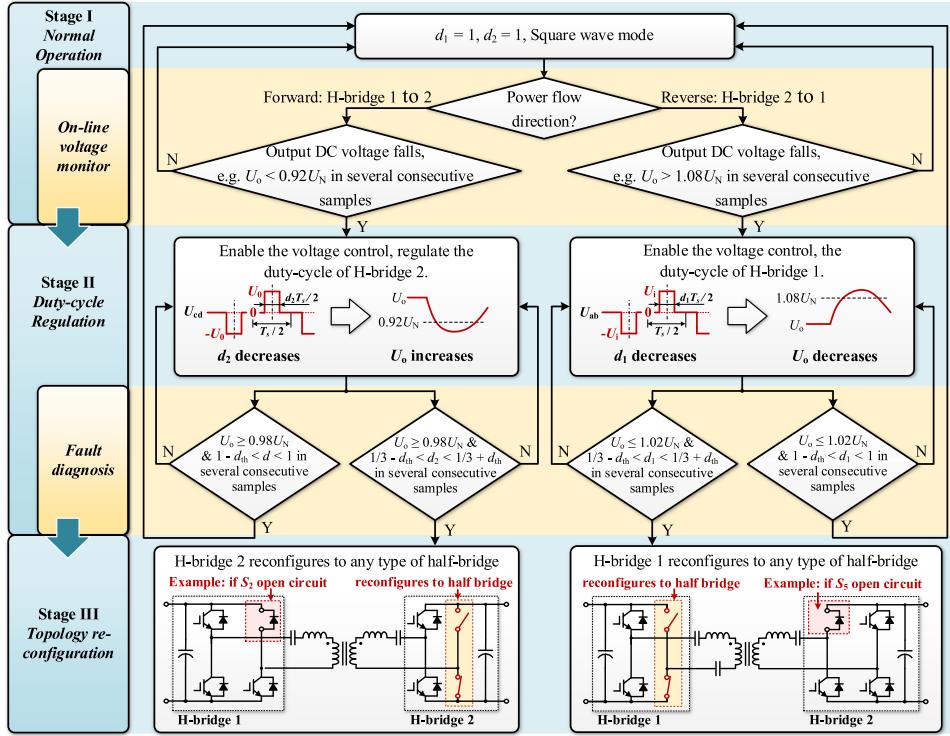 Stage I
Normal
Operation
d1 = 1, d2 = 1, Square wave mode
On-line
voltage
monitor
Forward: H-bridge 1 to 2
Power flow
direction?
Reverse: H-bridge 2 to 1
N
Output DC voltage falls,
e.g. Uo < 0.92UN in several consecutive
samples
Y
Output DC voltage falls,
e.g. Uo > 1.08UN in several consecutive
samples
N
Y
Stage II
Duty-cycle
Regulation
Enable the voltage control, regulate the
duty-cycle of H-bridge 2.
Ucd
-U0
0
U0
d2Ts/2
Ts/2
Uo
0.92UN
d2 decreases
Uo increases
Enable the voltage control, the
duty-cycle of H-bridge 1.
Uab
-Ui
0
Ui
d1Ts/2
Ts/2
1.08UN
Uo
d1 decreases
Uo decreases
Fault
diagnosis
N
Uo ≥ 0.98UN
& 1 - dth < d < 1 in
several consecutive
samples
Y
Uo ≥ 0.98UN &
1/3 - dth < d2 < 1/3 + dth
in several consecutive
samples
N
Y
N
Uo ≤ 1.02UN &
1/3 - dth < d1 < 1/3 + dth
in several consecutive
samples
Y
Uo ≤ 1.02UN
& 1 - dth < d1 < 1 in
several consecutive
samples
N
Y
Stage III
Topology re-
configuration
H-bridge 2 reconfigures to any type of half-bridge
Example: if S2 open circuit
reconfigures to half bridge
H-bridge 1
H-bridge 2
H-bridge 1 reconfigures to any type of half-bridge
reconfigures to half bridge
Example: if S5 open circuit
H-bridge 1
H-bridge 2